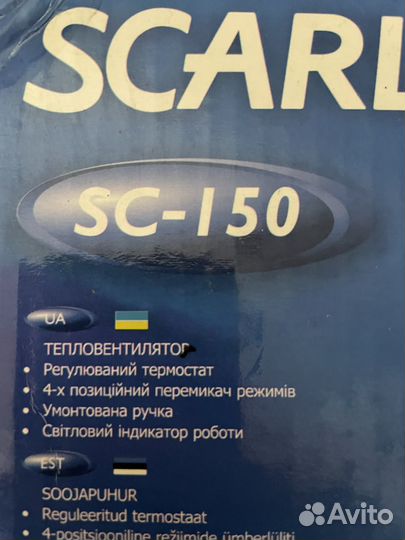 SCARL
SC-150
UA
ТЕПЛОВЕНТИЛЯТОР
• Регулюваний термостат
• 4-х позиційний перемикач режимів
• Умонтована ручка
• Світловий індикатор роботи
EST
SOOJAPUHUR
• Reguleeritud termostaat
• 4-positsiooniline režiimide ümberlüliti
Avito